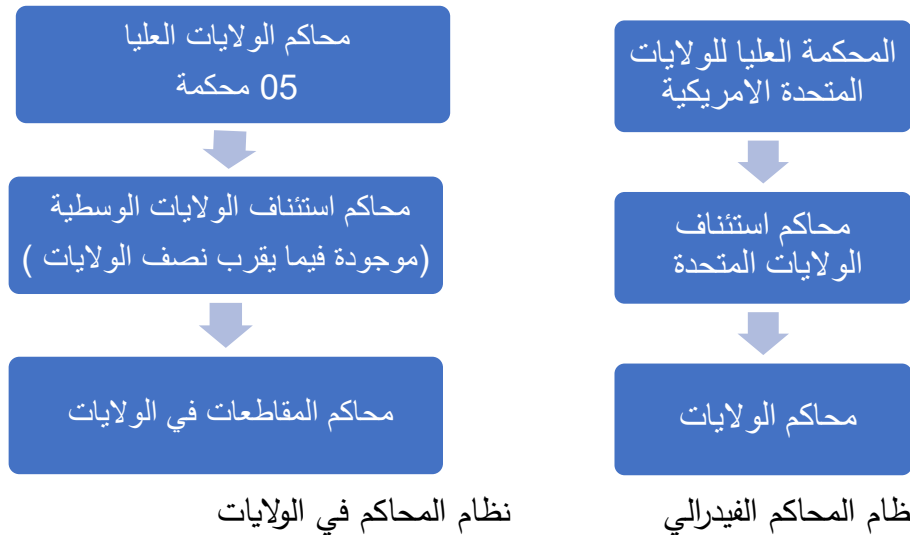 المحكمة العليا للولايات
المتحدة الامريكية
محاكم استئناف
الولايات المتحدة
محاكم الولايات
ظام المحاكم الفيدرالي
محاكم الولايات العليا
05 محكمة
محاكم استئناف الولايات الوسطية
(موجودة فيما يقرب نصف الولايات )
محاكم المقاطعات في الولايات
نظام المحاكم في الولايات